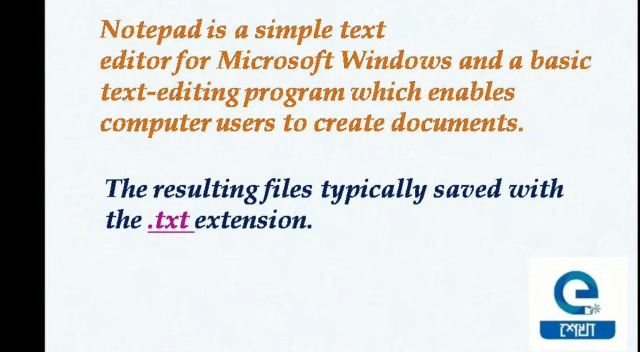 Notepad is a simple text
editor for Microsoft Windows and a basic
text-editing program which enables
computer users to create documents.
The resulting files typically saved with
the .txt extension.
e
শেখা